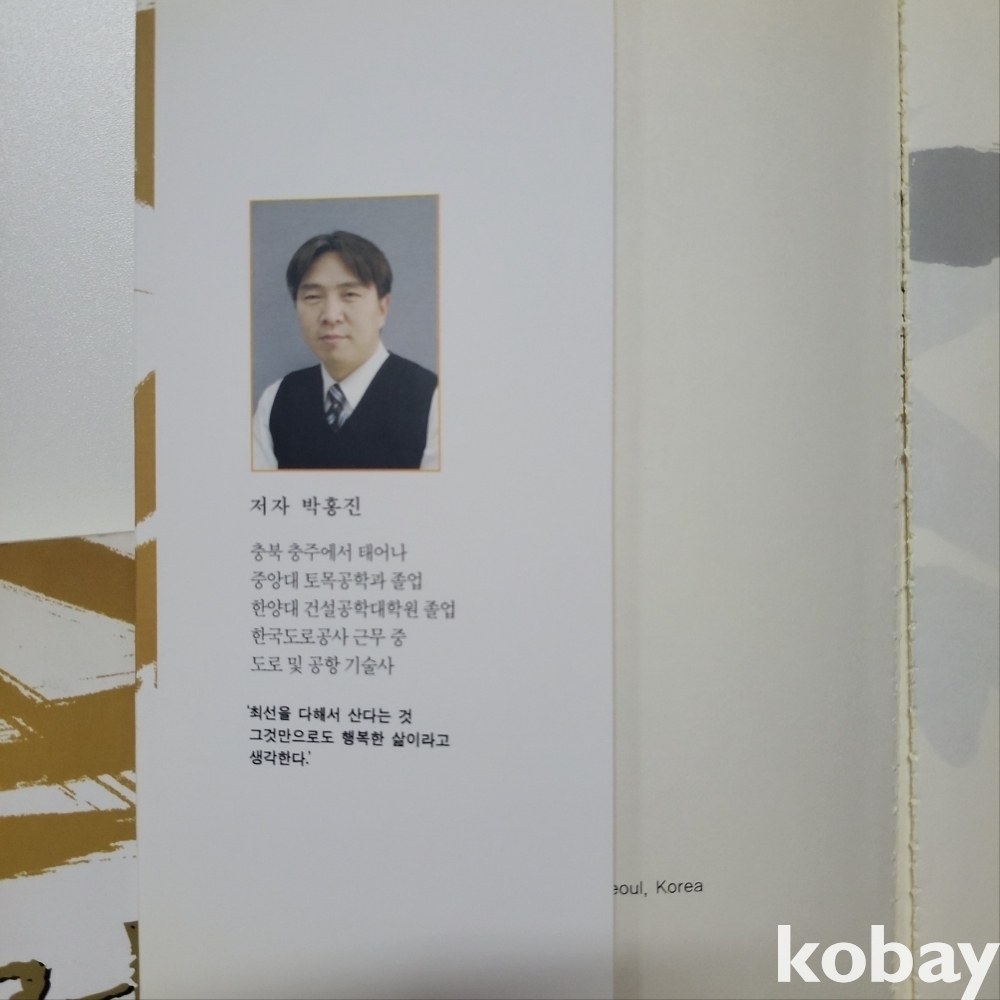 저자 박홍진
충북 충주에서 태어나
중앙대 토목공학과 졸업
한양대 건설공학대학원 졸업
한국도로공사 근무 중
도로 및 공항 기술사
'최선을 다해서 산다는 것
그것만으로도 행복한 삶이라고
생각한다.'
eoul, Korea
kobay